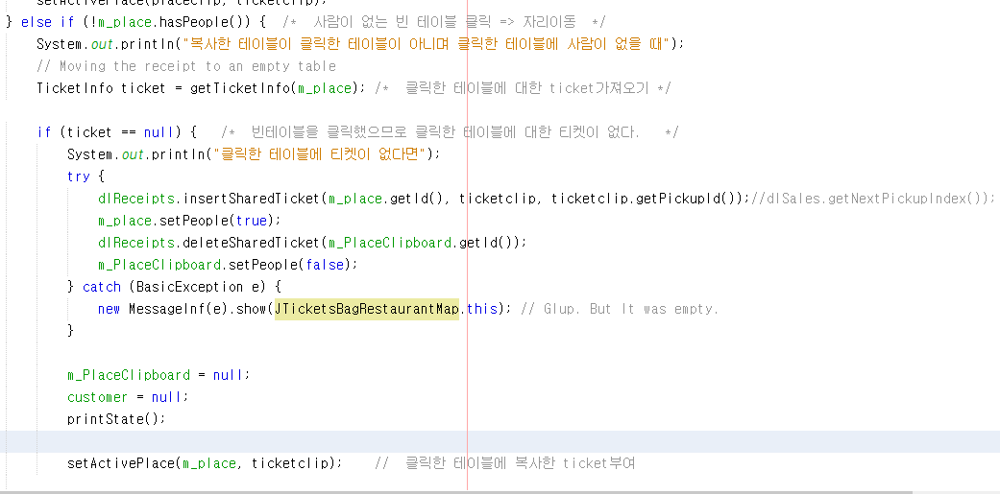 } else if (!m_place.hasPeople()) {  /*  사람이 없는 빈 테이블 클릭 => 자리이동  */
System.out.println("복사한 테이블이 클릭한 테이블이 아니며 클릭한 테이블에 사람이 없을 때");
// Moving the receipt to an empty table
TicketInfo ticket = getTicketInfo(m_place); /*  클릭한 테이블에 대한 ticket가져오기 */
if (ticket == null) {   /*  빈테이블을 클릭했으므로 클릭한 테이블에 대한 티켓이 없다.   */
System.out.println("클릭한 테이블에 티켓이 없다면");
try {
dlReceipts.insertSharedTicket(m_place.getId(), ticketclip, ticketclip.getPickupId());//dlSales.getNextPickupIndex());
m_place.setPeople(true);
dlReceipts.deleteSharedTicket(m_PlaceClipboard.getId());
m_PlaceClipboard.setPeople(false);
} catch (BasicException e) {
new MessageInf(e).show(JTicketsBagRestaurantMap.this); // Glup. But It was empty.
}
m_PlaceClipboard = null;
customer = null;
printState();
setActivePlace(m_place, ticketclip);    //  클릭한 테이블에 복사한 ticket부여